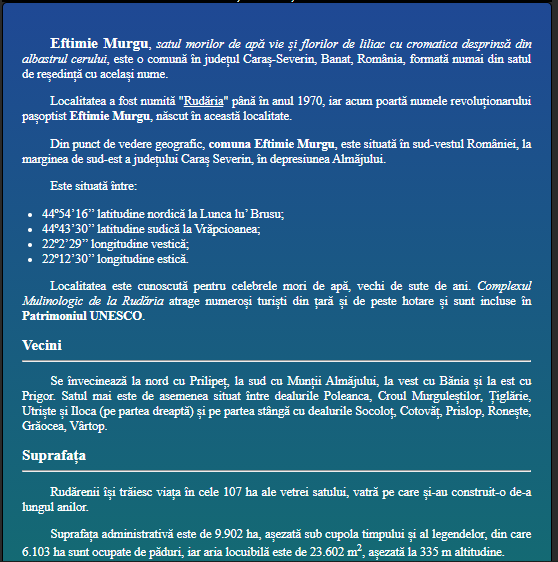 Eftimie Murgu, satul morilor de apă vie și florilor de liliac cu cromatica desprinsă din
albastrul cerului, este o comună în județul Caraș-Severin, Banat, România, formată numai din satul
de reședință cu același nume.
Localitatea a fost numită "Rudăria" până în anul 1970, iar acum poartă numele revoluționarului
pașoptist Eftimie Murgu, născut în această localitate.
Din punct de vedere geografic, comuna Eftimie Murgu, este situată în sud-vestul României, la
marginea de sud-est a județului Caraș Severin, în depresiunea Almăjului.
Este situată între:
• 44°54’16’’ latitudine nordică la Lunca lu’ Brusu;
• 44°43’30’’ latitudine sudică la Vrăpcioanea;
• 22°2’29’’ longitudine vestică;
• 22°12’30’’ longitudine estică.
Localitatea este cunoscută pentru celebrele mori de apă, vechi de sute de ani. Complexul
Mulinologic de la Rudăria atrage numeroși turiști din țară și de peste hotare și sunt incluse în
Patrimoniul UNESCO.
Vecini
Se învecinează la nord cu Prilipeț, la sud cu Munții Almăjului, la vest cu Bănia și la est cu
Prigor. Satul mai este de asemenea situat între dealurile Poleanca, Croul Murguleștilor, Țiglărie,
Utriște și Iloca (pe partea dreaptă) și pe partea stângă cu dealurile Socoloț, Cotovăț, Prislop, Ronește,
Grăocea, Vârtop.
Suprafața
Rudărenii își trăiesc viața în cele 107 ha ale vetrei satului, vatră pe care și-au construit-o de-a
lungul anilor.
Suprafața administrativă este de 9.902 ha, așezată sub cupola timpului și al legendelor, din care
6.103 ha sunt ocupate de păduri, iar aria locuibilă este de 23.602 m², așezată la 335 m altitudine.